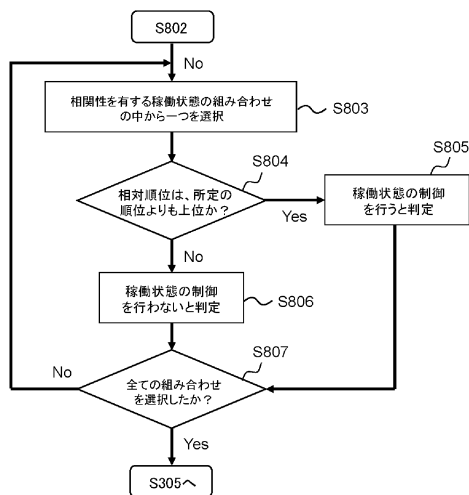 S802
No
相関性を有する稼働状態の組み合わせ
の中から一つを選択
S803
S804
相対順位は、所定の
順位よりも上位か？
Yes
S805
稼働状態の制御
を行うと判定
No
稼働状態の制御
を行わないと判定
S806
S807
No
全ての組み合わせ
を選択したか？
Yes
S305へ